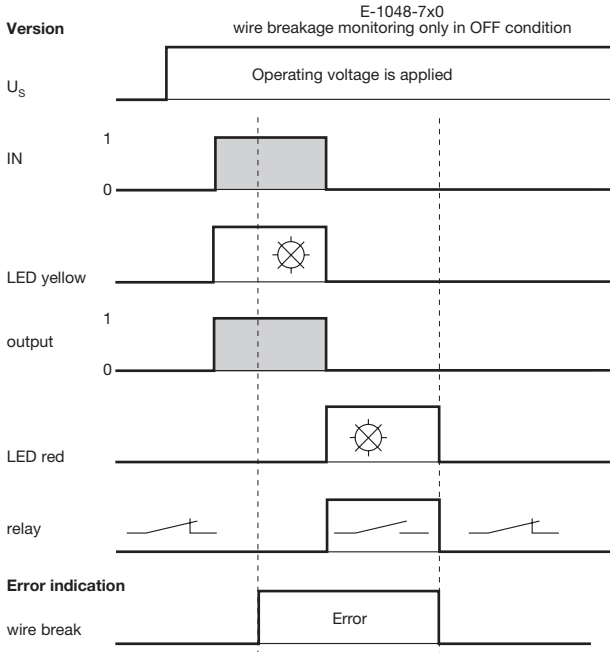 E-1048-7x0
Version
wire breakage monitoring only in OFF condition
Operating voltage is applied
US
1
IN
0
LED yellow
1
output
0
LED red
relay
Error indication
Error
wire break